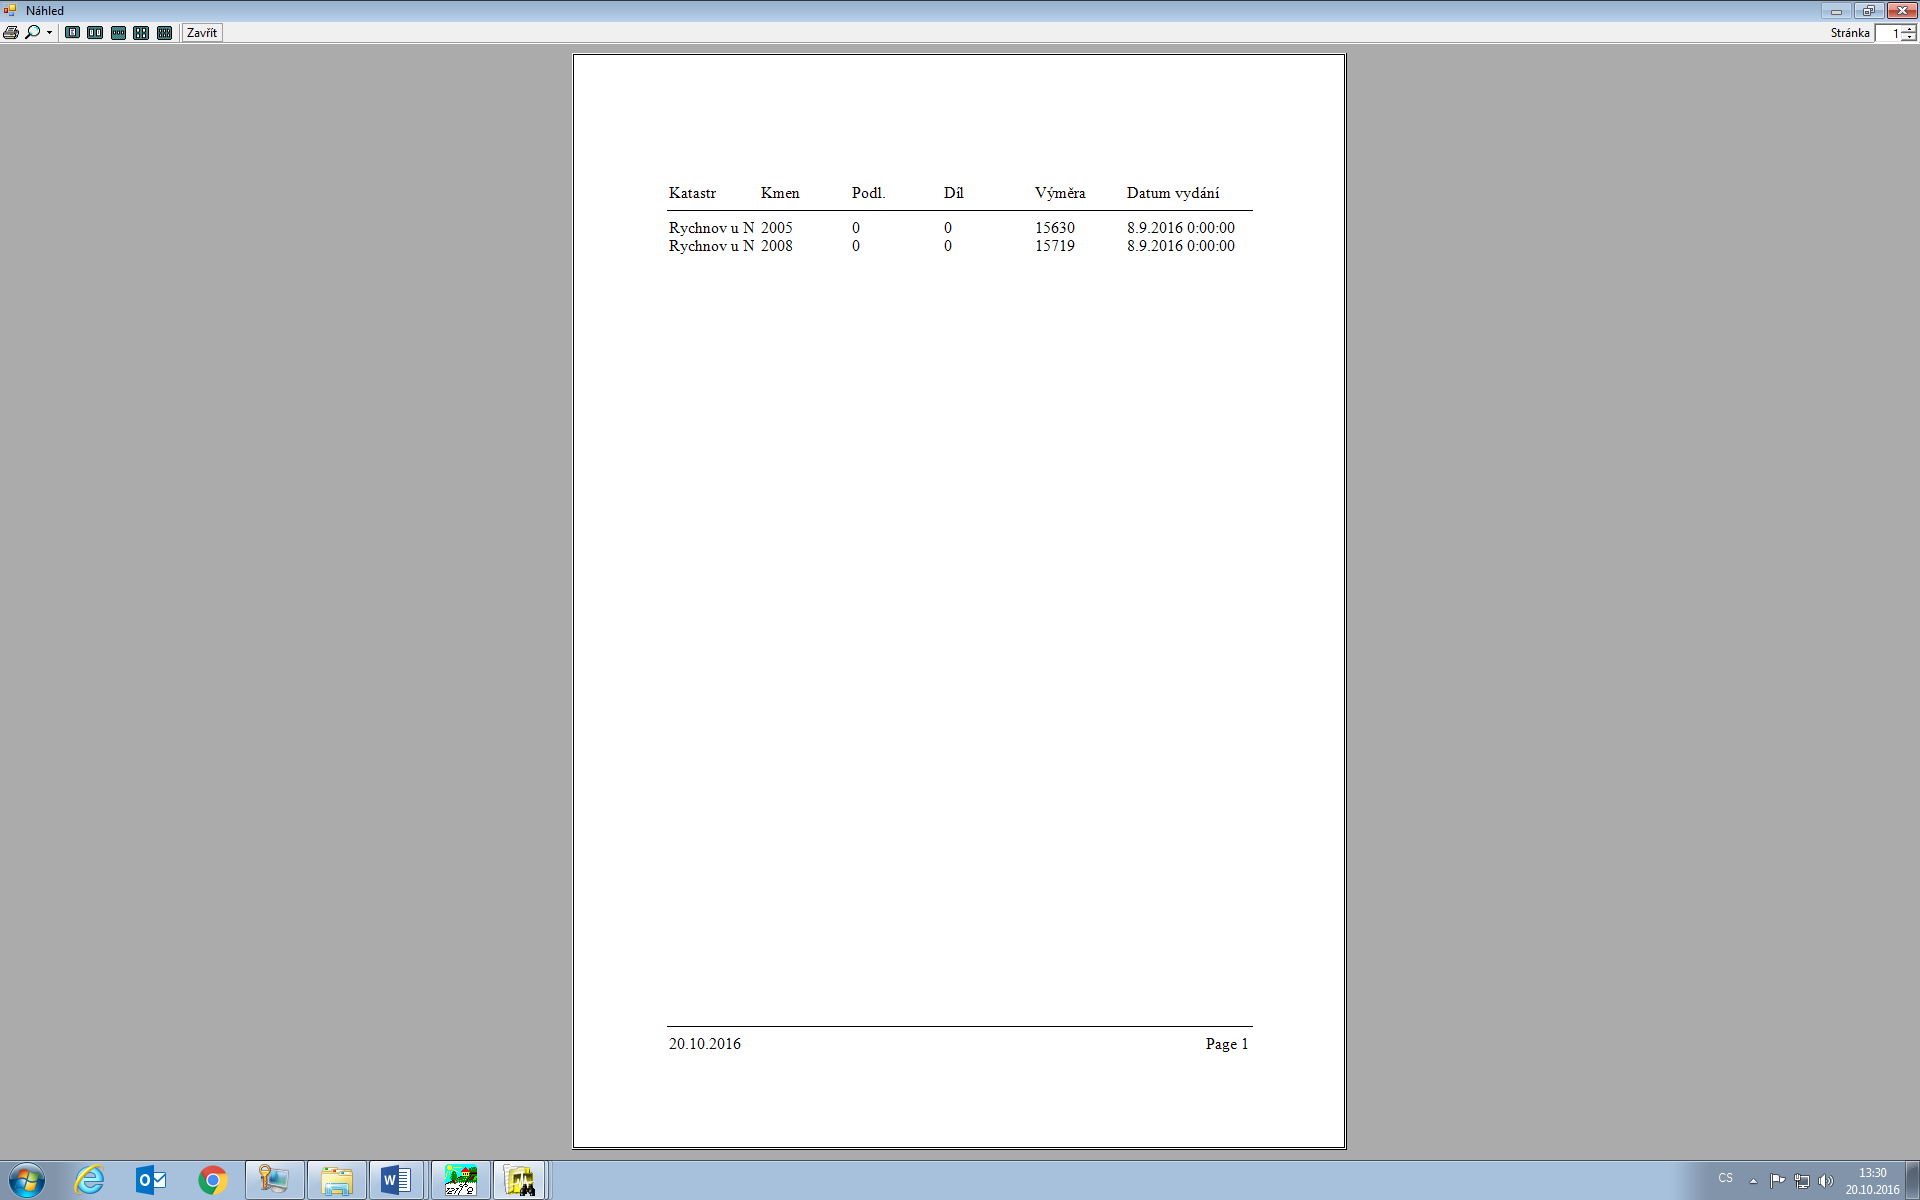 Náhled
Zavřít
Stránka 1
Katastr Kmen Podl. Díl Výměra Datum vydání
Rychnov u N 2005 0 0 15630 8.9.2016 0:00:00
Rychnov u N 2008 0 0 15719 8.9.2016 0:00:00
20.10.2016 Page 1
CS 13:30
20.10.2016